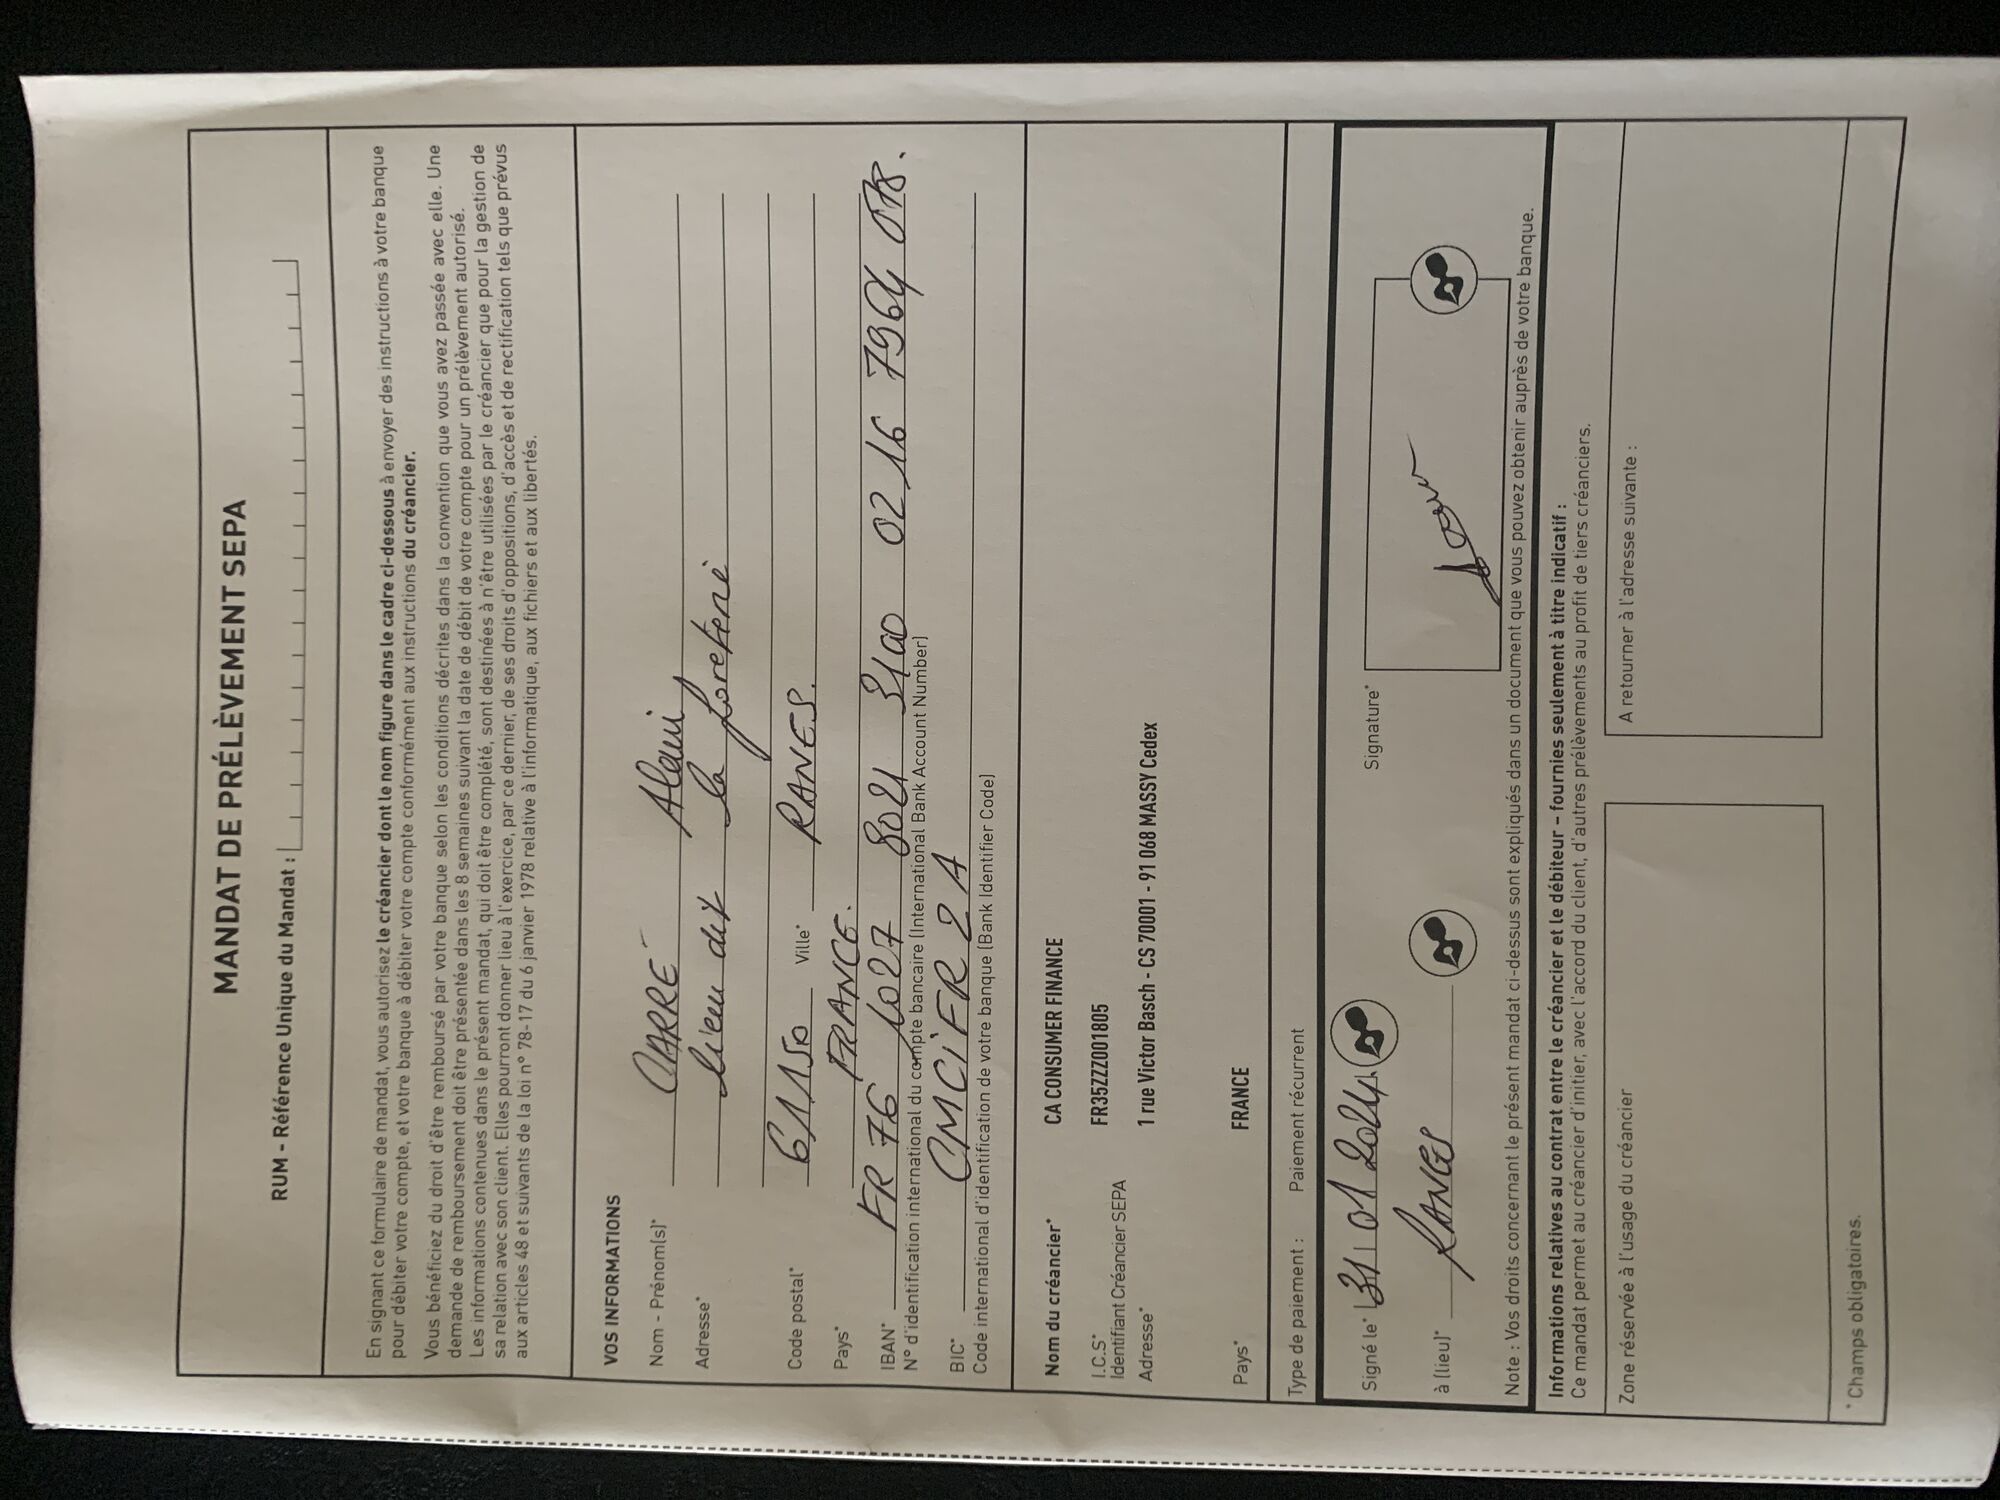 MANDAT DE PRÉLÈVEMENT SEPA
RUM - Référence Unique du Mandat :
En signant ce formulaire de mandat, vous autorisez le créancier dont le nom figure dans le cadre ci-dessous à envoyer des instructions à votre banque
pour débiter votre compte, et votre banque à débiter votre compte conformément aux instructions du créancier.
Vous bénéficiez du droit d'être remboursé par votre banque selon les conditions décrites dans la convention que vous avez passée avec elle. Une
demande de remboursement doit être présentée dans les 8 semaines suivant la date de débit de votre compte pour un prélèvement autorisé.
Les informations contenues dans le présent mandat, qui doit être complété, sont destinées à n'être utilisées par le créancier que pour la gestion de
sa relation avec son client. Elles pourront donner lieu à l'exercice, par ce dernier, de ses droits d'oppositions, d'accès et de rectification tels que prévus
aux articles 48 et suivants de la loi n° 78-17 du 6 janvier 1978 relative à l'informatique, aux fichiers et aux libertés.
VOS INFORMATIONS
Nom - Prénom(s)* CARRÉ Alain
Adresse* lieu dit la foreterie
Code postal* 61150 Ville* RANES.
Pays* FRANCE.
IBAN* FR 76 1027 8021 3100 0216 7964
N° d'identification international du compte bancaire (International Bank Account Number)
BIC* CMCIFR 2 A
Code international d'identification de votre banque (Bank Identifier Code)
Nom du créancier* CA CONSUMER FINANCE
I.C.S* FR35ZZZ001805
Identifiant Créancier SEPA
Adresse* 1 rue Victor Basch - CS 70001 - 91 068 MASSY Cedex
Pays* FRANCE
Type de paiement : Paiement récurrent
Signé le* 31 01 2024 Signature*
à (lieu)* RANES
Note : Vos droits concernant le présent mandat ci-dessus sont expliqués dans un document que vous pouvez obtenir auprès de votre banque.
Informations relatives au contrat entre le créancier et le débiteur – fournies seulement à titre indicatif :
Ce mandat permet au créancier d'initier, avec l'accord du client, d'autres prélèvements au profit de tiers créanciers.
Zone réservée à l'usage du créancier
A retourner à l'adresse suivante :
* Champs obligatoires.